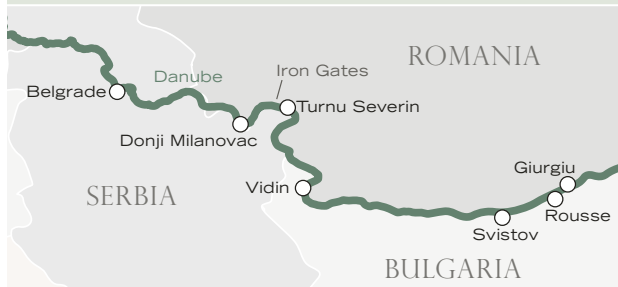 ROMANIA
Iron Gates
Danube
Belgrade
Turnu Severin
Donji Milanovac
Giurgiu
Vidin
SERBIA
Rousse
Svistov
BULGARIA